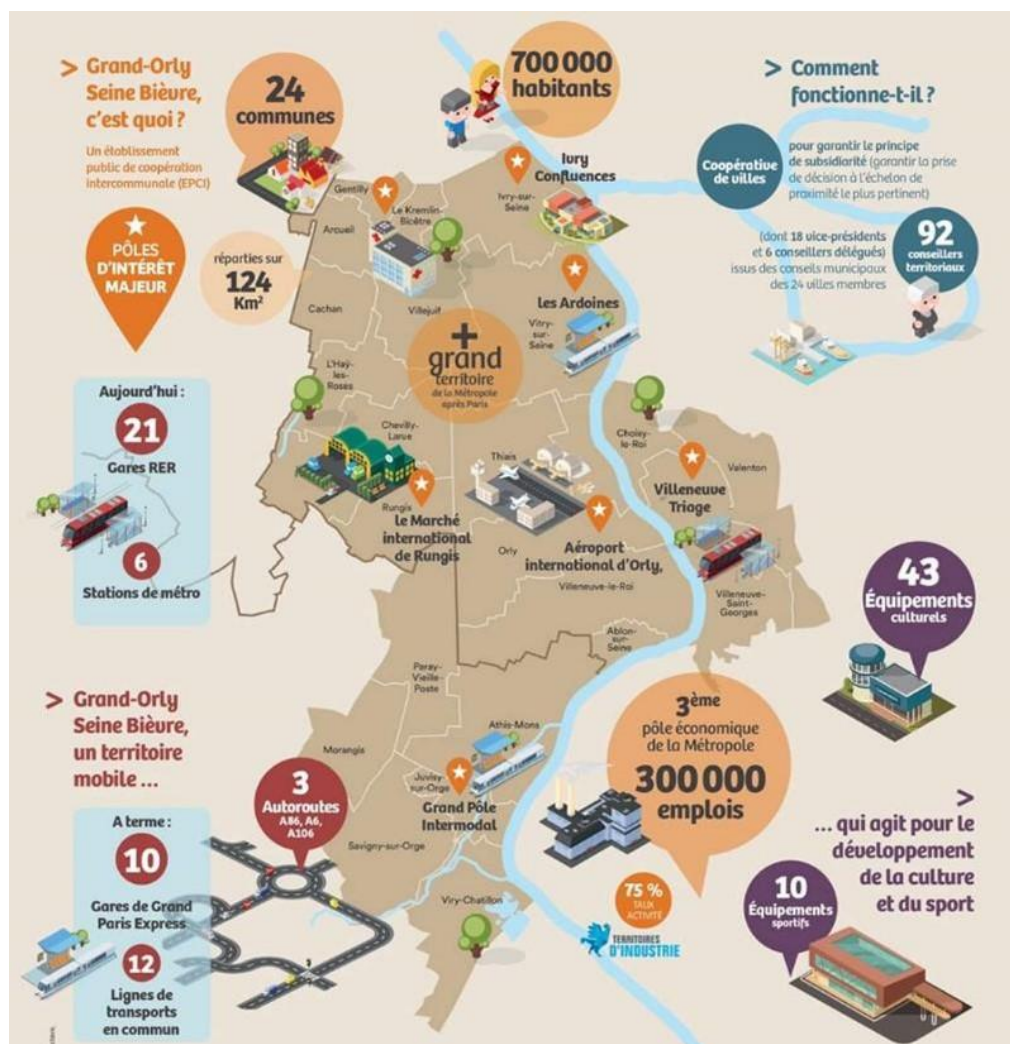 > Grand-Orly
Seine Bièvre,
c'est quoi ?
Un établissement
public de coopération
intercommunale (EPCI)
24
communes
700 000
habitants
> Comment
fonctionne-t-il ?
Coopérative
de villes
pour garantir le principe
de subsidiarité (garantir la prise
de décision à l'échelon de
proximité le plus pertinent)
92
conseillers
territoriaux
(dont 18 vice-présidents
et 6 conseillers délégués)
issus des conseils municipaux
des 24 villes membres
PÔLES
D'INTÉRÊT
MAJEUR
réparties sur
124
Km²
Ivry
Confluences
Gentilly
Le Kremlin-
Bicêtre
Ivry-sur-
Seine
Arcueil
Cachan
Villejuif
les Ardoines
Vitry-
sur-
Seine
+
grand
territoire
de la Métropole
après Paris
L'Haÿ-
les-
Roses
Chevilly-
Larue
Thiais
Choisy-
le-Roi
Valenton
Villeneuve
Triage
Rungis
le Marché
international
de Rungis
Orly
Aéroport
international d'Orly,
Villeneuve-le-Roi
Villeneuve-
Saint-
Georges
Ablon-
sur-
Seine
Aujourd'hui :
21
Gares RER
6
Stations de métro
43
Équipements
culturels
> Grand-Orly
Seine Bièvre,
un territoire
mobile ...
Paray-
Vieille-
Poste
Morangis
Athis-Mons
Juvisy-
sur-Orge
Grand Pôle
Intermodal
Savigny-sur-Orge
Viry-Chatillon
3ème
pôle économique
de la Métropole
300 000
emplois
3
Autoroutes
A86, A6,
A106
A terme :
10
Gares de Grand
Paris Express
12
Lignes de
transports
en commun
75 %
TAUX
ACTIVITÉ
TERRITOIRES
D'INDUSTRIE
>
... qui agit pour le
développement
de la culture
et du sport
10
Équipements
sportifs